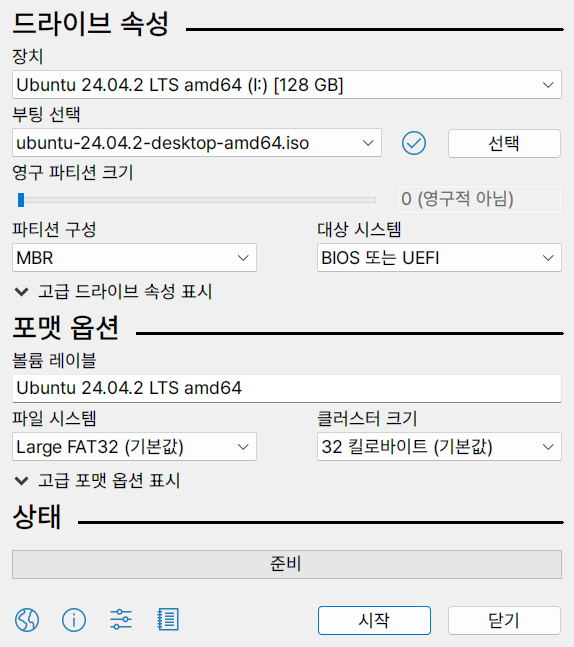 드라이브 속성
장치
Ubuntu 24.04.2 LTS amd64 (I:) [128 GB]
부팅 선택
ubuntu-24.04.2-desktop-amd64.iso
선택
영구 파티션 크기
0 (영구적 아님)
파티션 구성
대상 시스템
MBR
BIOS 또는 UEFI
고급 드라이브 속성 표시
포맷 옵션
볼륨 레이블
Ubuntu 24.04.2 LTS amd64
파일 시스템
클러스터 크기
Large FAT32 (기본값)
32 킬로바이트 (기본값)
고급 포맷 옵션 표시
상태
준비
시작
닫기